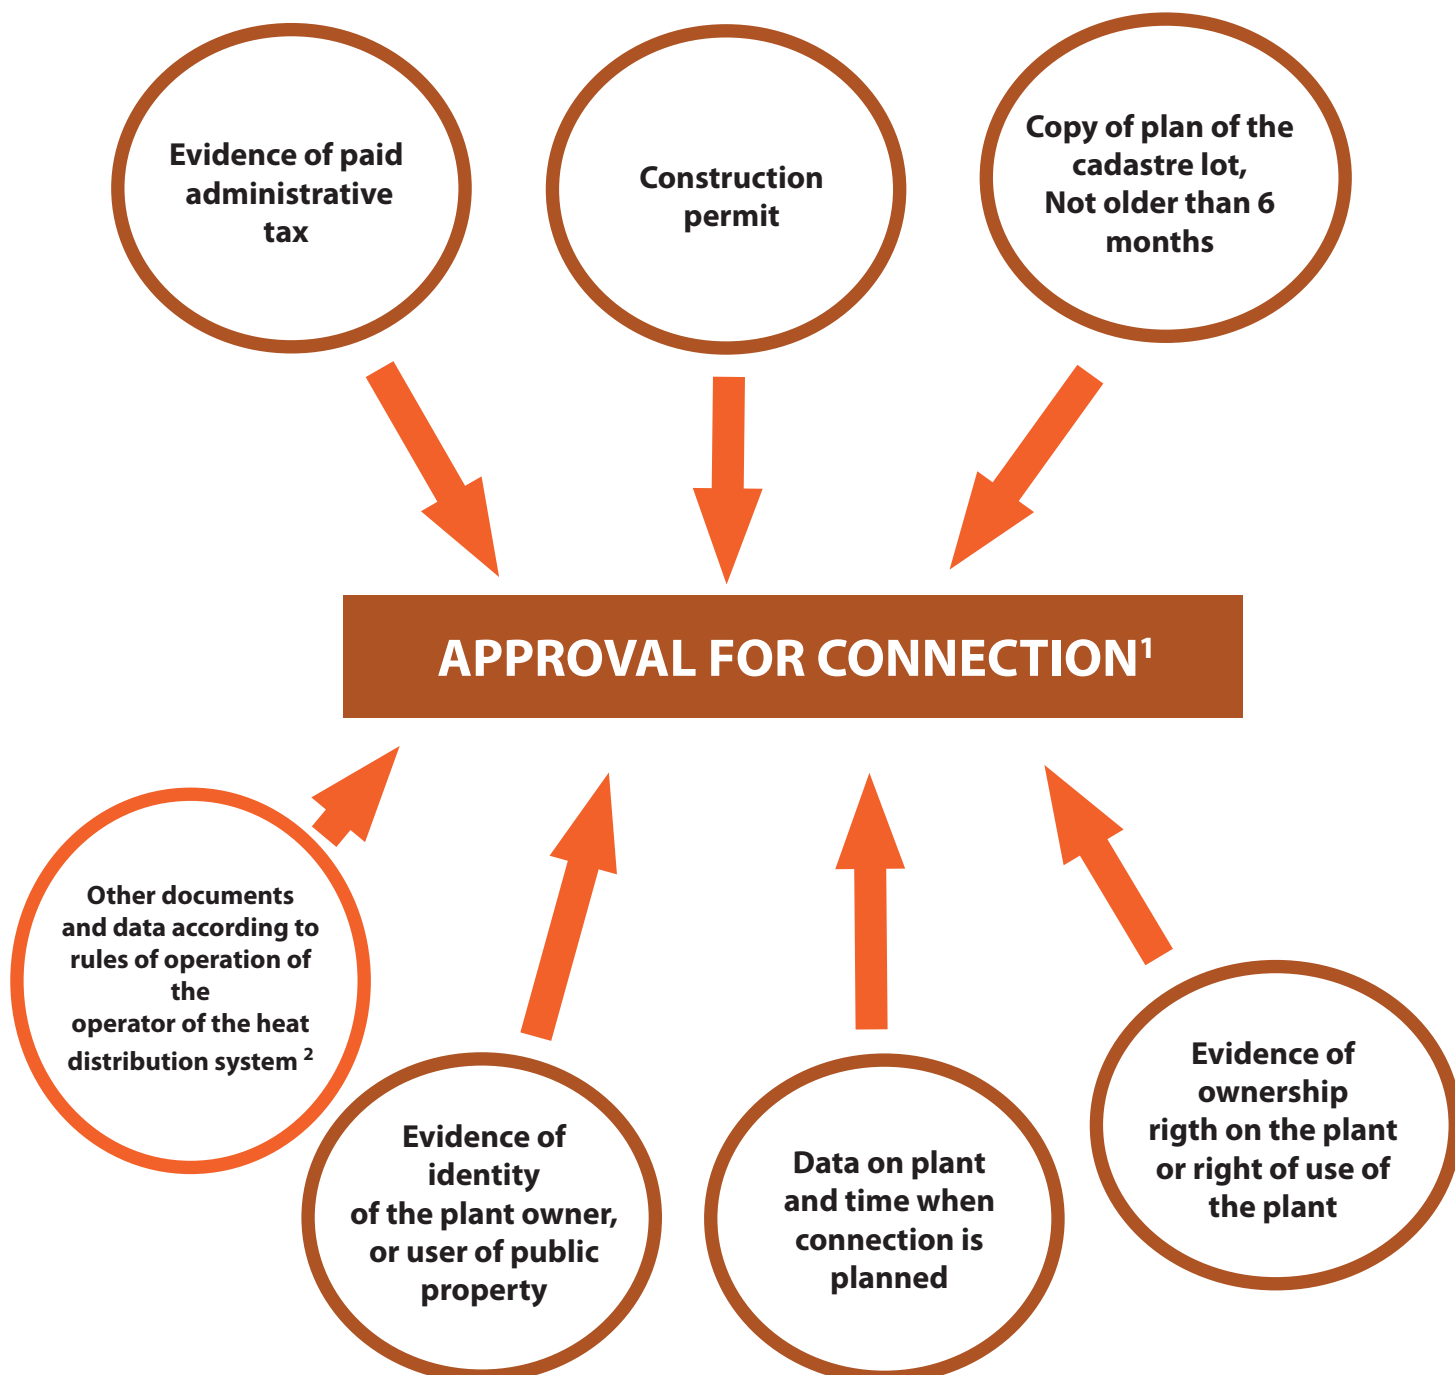 Evidence of paid
administrative
tax
Construction
permit
Copy of plan of the
cadastre lot,
Not older than 6
months
APPROVAL FOR CONNECTION¹
Other documents
and data according to
rules of operation of
the
operator of the heat
distribution system ²
Evidence of
identity
of the plant owner,
or user of public
property
Data on plant
and time when
connection is
planned
Evidence of
ownership
rigth on the plant
or right of use of
the plant